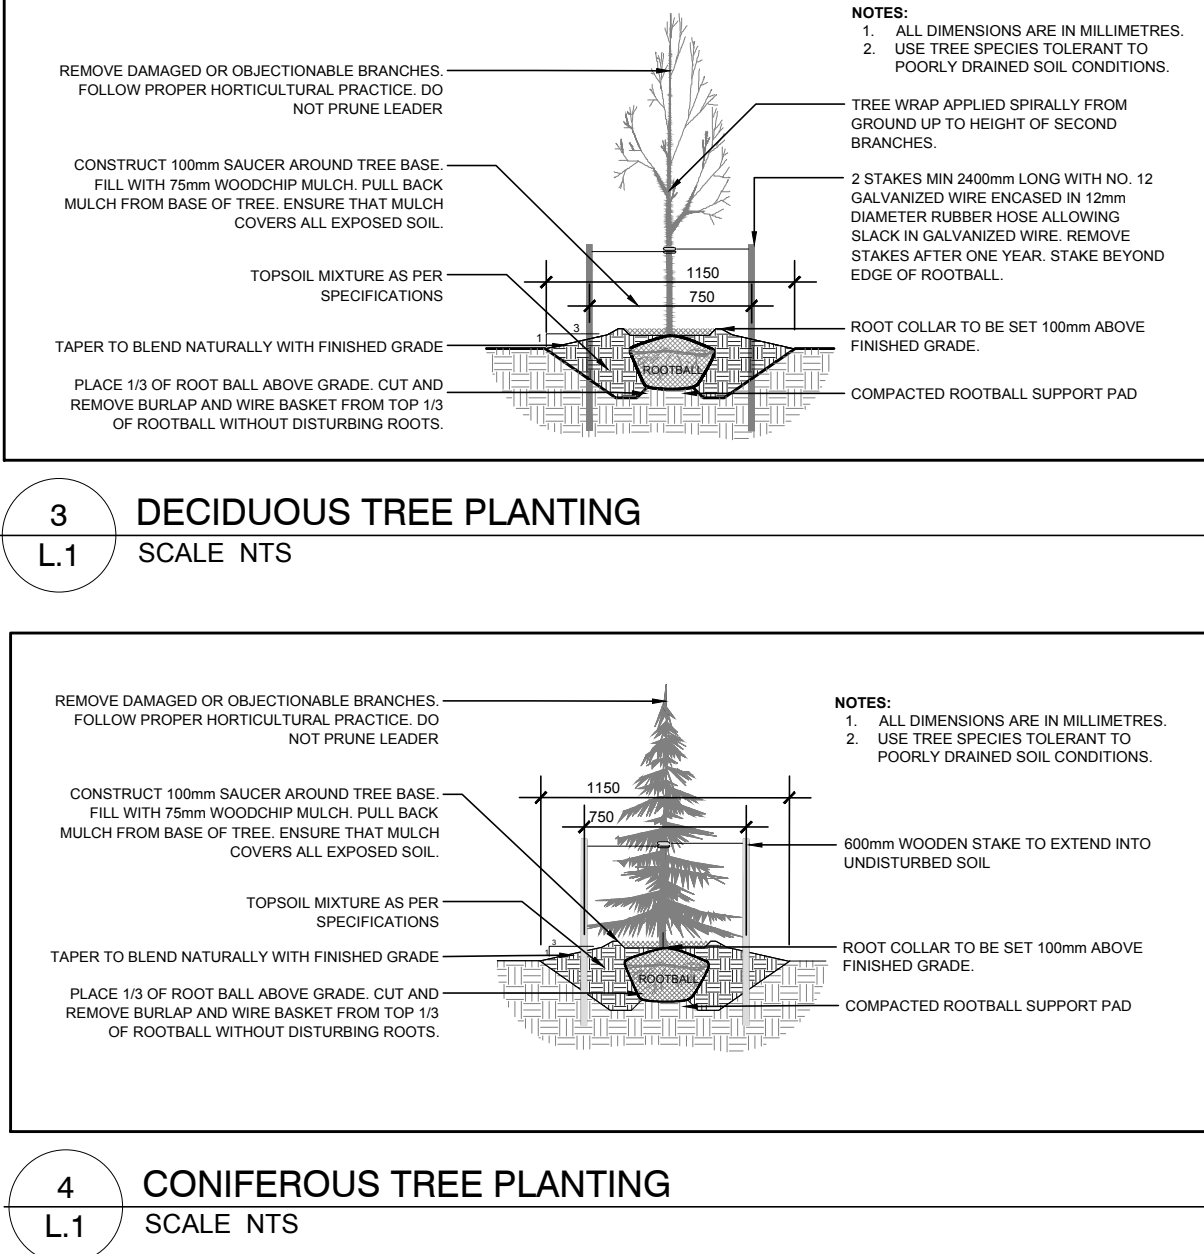 NOTES:
1. ALL DIMENSIONS ARE IN MILLIMETRES.
2. USE TREE SPECIES TOLERANT TO
POORLY DRAINED SOIL CONDITIONS.
REMOVE DAMAGED OR OBJECTIONABLE BRANCHES.
FOLLOW PROPER HORTICULTURAL PRACTICE. DO
NOT PRUNE LEADER
CONSTRUCT 100mm SAUCER AROUND TREE BASE.
FILL WITH 75mm WOODCHIP MULCH. PULL BACK
MULCH FROM BASE OF TREE. ENSURE THAT MULCH
COVERS ALL EXPOSED SOIL.
TOPSOIL MIXTURE AS PER
SPECIFICATIONS
TAPER TO BLEND NATURALLY WITH FINISHED GRADE
PLACE 1/3 OF ROOT BALL ABOVE GRADE. CUT AND
REMOVE BURLAP AND WIRE BASKET FROM TOP 1/3
OF ROOTBALL WITHOUT DISTURBING ROOTS.
1150
750
3
1
ROOTBALL
TREE WRAP APPLIED SPIRALLY FROM
GROUND UP TO HEIGHT OF SECOND
BRANCHES.
2 STAKES MIN 2400mm LONG WITH NO. 12
GALVANIZED WIRE ENCASED IN 12mm
DIAMETER RUBBER HOSE ALLOWING
SLACK IN GALVANIZED WIRE. REMOVE
STAKES AFTER ONE YEAR. STAKE BEYOND
EDGE OF ROOTBALL.
ROOT COLLAR TO BE SET 100mm ABOVE
FINISHED GRADE.
COMPACTED ROOTBALL SUPPORT PAD
3
L.1
DECIDUOUS TREE PLANTING
SCALE NTS
REMOVE DAMAGED OR OBJECTIONABLE BRANCHES.
FOLLOW PROPER HORTICULTURAL PRACTICE. DO
NOT PRUNE LEADER
CONSTRUCT 100mm SAUCER AROUND TREE BASE.
FILL WITH 75mm WOODCHIP MULCH. PULL BACK
MULCH FROM BASE OF TREE. ENSURE THAT MULCH
COVERS ALL EXPOSED SOIL.
TOPSOIL MIXTURE AS PER
SPECIFICATIONS
TAPER TO BLEND NATURALLY WITH FINISHED GRADE
PLACE 1/3 OF ROOT BALL ABOVE GRADE. CUT AND
REMOVE BURLAP AND WIRE BASKET FROM TOP 1/3
OF ROOTBALL WITHOUT DISTURBING ROOTS.
1150
750
3
1
ROOTBALL
NOTES:
1. ALL DIMENSIONS ARE IN MILLIMETRES.
2. USE TREE SPECIES TOLERANT TO
POORLY DRAINED SOIL CONDITIONS.
600mm WOODEN STAKE TO EXTEND INTO
UNDISTURBED SOIL
ROOT COLLAR TO BE SET 100mm ABOVE
FINISHED GRADE.
COMPACTED ROOTBALL SUPPORT PAD
4
L.1
CONIFEROUS TREE PLANTING
SCALE NTS